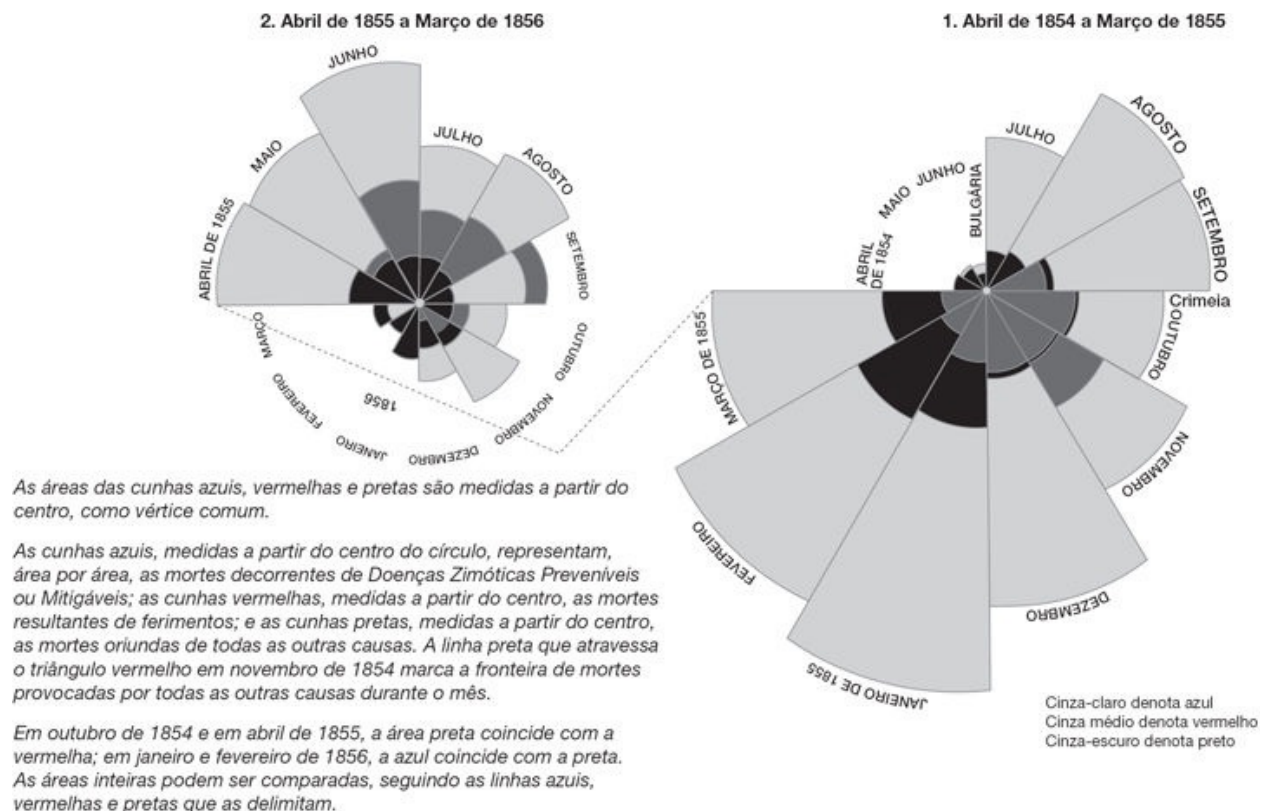 2. Abril de 1855 a Março de 1856
JUNHO
MAIO
JULHO
AGOSTO
ABRIL DE 1855
SETEMBRO
MARÇO
OUTUBRO
FEVEREIRO
1856
NOVEMBRO
JANEIRO
DEZEMBRO
1. Abril de 1854 a Março de 1855
AGOSTO
JULHO
JUNHO
BULGÁRIA
MAIO
SETEMBRO
ABRIL
DE 1854
Crimeia
MARÇO DE 1855
OUTUBRO
NOVEMBRO
FEVEREIRO
DEZEMBRO
JANEIRO DE 1855
As áreas das cunhas azuis, vermelhas e pretas são medidas a partir do
centro, como vértice comum.
As cunhas azuis, medidas a partir do centro do círculo, representam,
área por área, as mortes decorrentes de Doenças Zimóticas Preveníveis
ou Mitigáveis; as cunhas vermelhas, medidas a partir do centro, as mortes
resultantes de ferimentos; e as cunhas pretas, medidas a partir do centro,
as mortes oriundas de todas as outras causas. A linha preta que atravessa
o triângulo vermelho em novembro de 1854 marca a fronteira de mortes
provocadas por todas as outras causas durante o mês.
Em outubro de 1854 e em abril de 1855, a área preta coincide com a
vermelha; em janeiro e fevereiro de 1856, a azul coincide com a preta.
As áreas inteiras podem ser comparadas, seguindo as linhas azuis,
vermelhas e pretas que as delimitam.
Cinza-claro denota azul
Cinza médio denota vermelho
Cinza-escuro denota preto